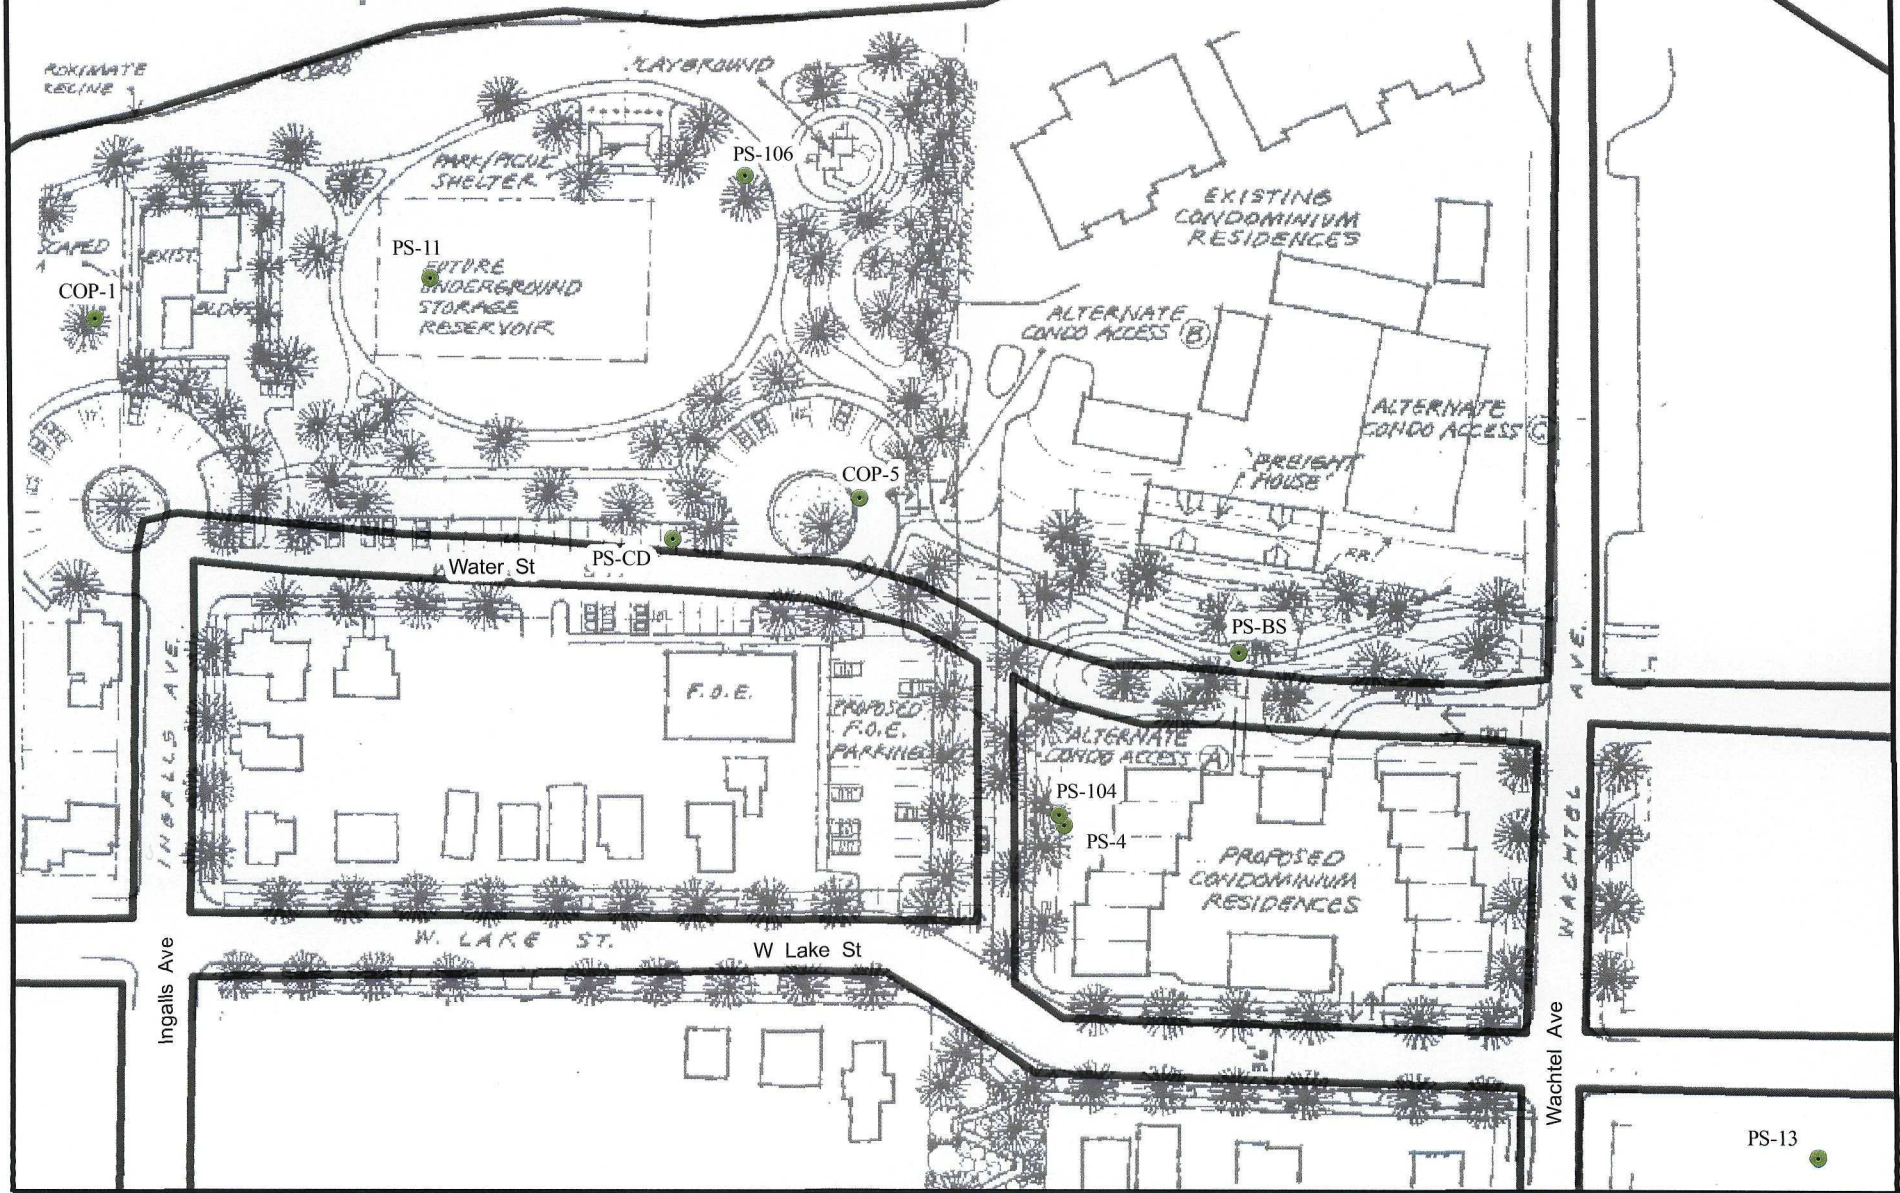 PLAYGROUND
PS-106
PARK/PICNIC
SHELTER
PS-11
FUTURE
UNDERGROUND
STORAGE
RESERVOIR
EXIST.
BLDGS
COP-1
EXISTING
CONDOMINIUM
RESIDENCES
ALTERNATE
CONDO ACCESS B
ALTERNATE
CONDO ACCESS C
FREIGHT
HOUSE
RR.
COP-5
PS-CD
Water St
PS-BS
F.O.E.
PROPOSED
F.O.E.
PARKING
ALTERNATE
CONDO ACCESS A
PS-104
PS-4
PROPOSED
CONDOMINIUM
RESIDENCES
INGALLS AVE.
WACHTEL AVE.
W. LAKE ST.
W Lake St
Ingalls Ave
Wachtel Ave
PS-13